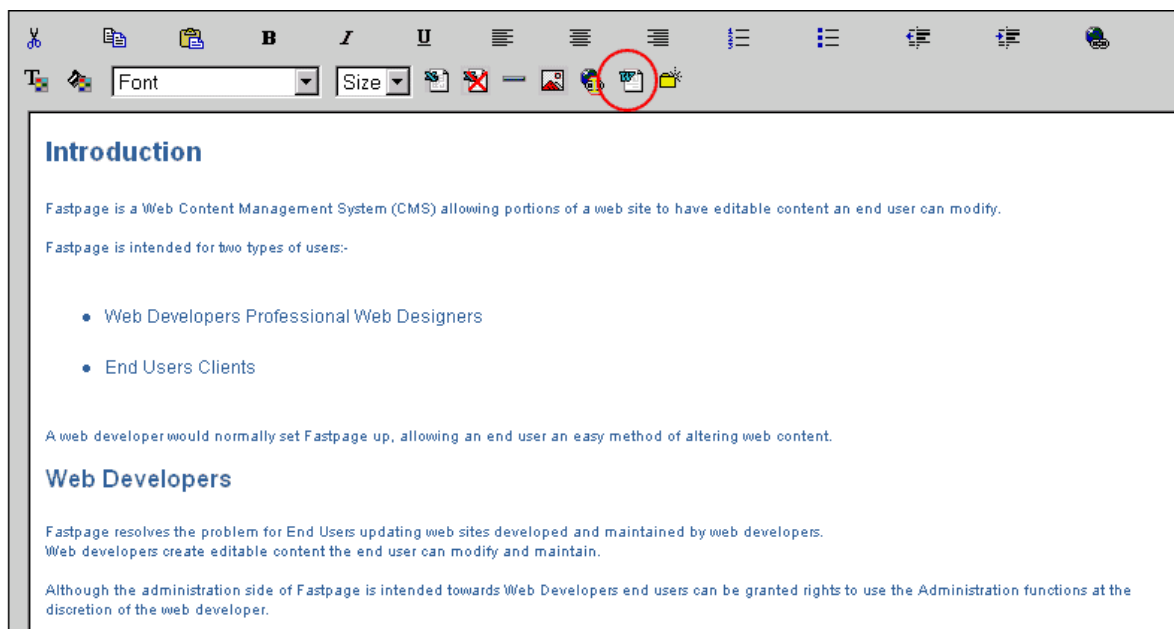 B I U
Font Size
Introduction
Fastpage is a Web Content Management System (CMS) allowing portions of a web site to have editable content an end user can modify.
Fastpage is intended for two types of users:-
Web Developers Professional Web Designers
End Users Clients
A web developer would normally set Fastpage up, allowing an end user an easy method of altering web content.
Web Developers
Fastpage resolves the problem for End Users updating web sites developed and maintained by web developers.
Web developers create editable content the end user can modify and maintain.
Although the administration side of Fastpage is intended towards Web Developers end users can be granted rights to use the Administration functions at the
discretion of the web developer.